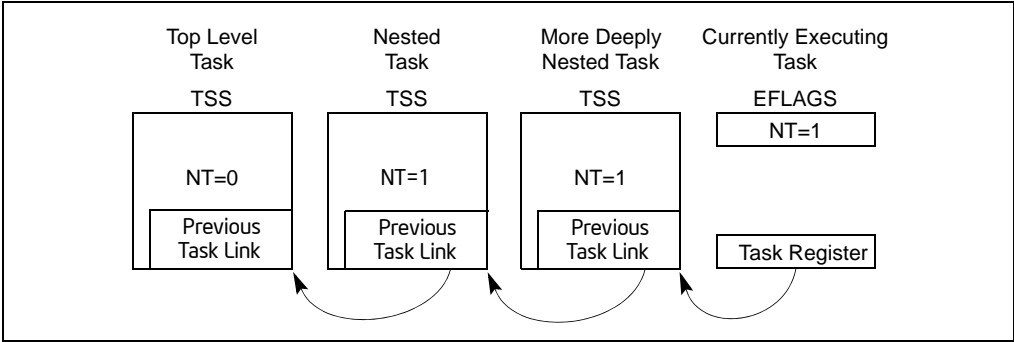 Top Level
Task
TSS
NT=0
Previous
Task Link
Nested
Task
TSS
NT=1
Previous
Task Link
More Deeply
Nested Task
TSS
NT=1
Previous
Task Link
Currently Executing
Task
EFLAGS
NT=1
Task Register